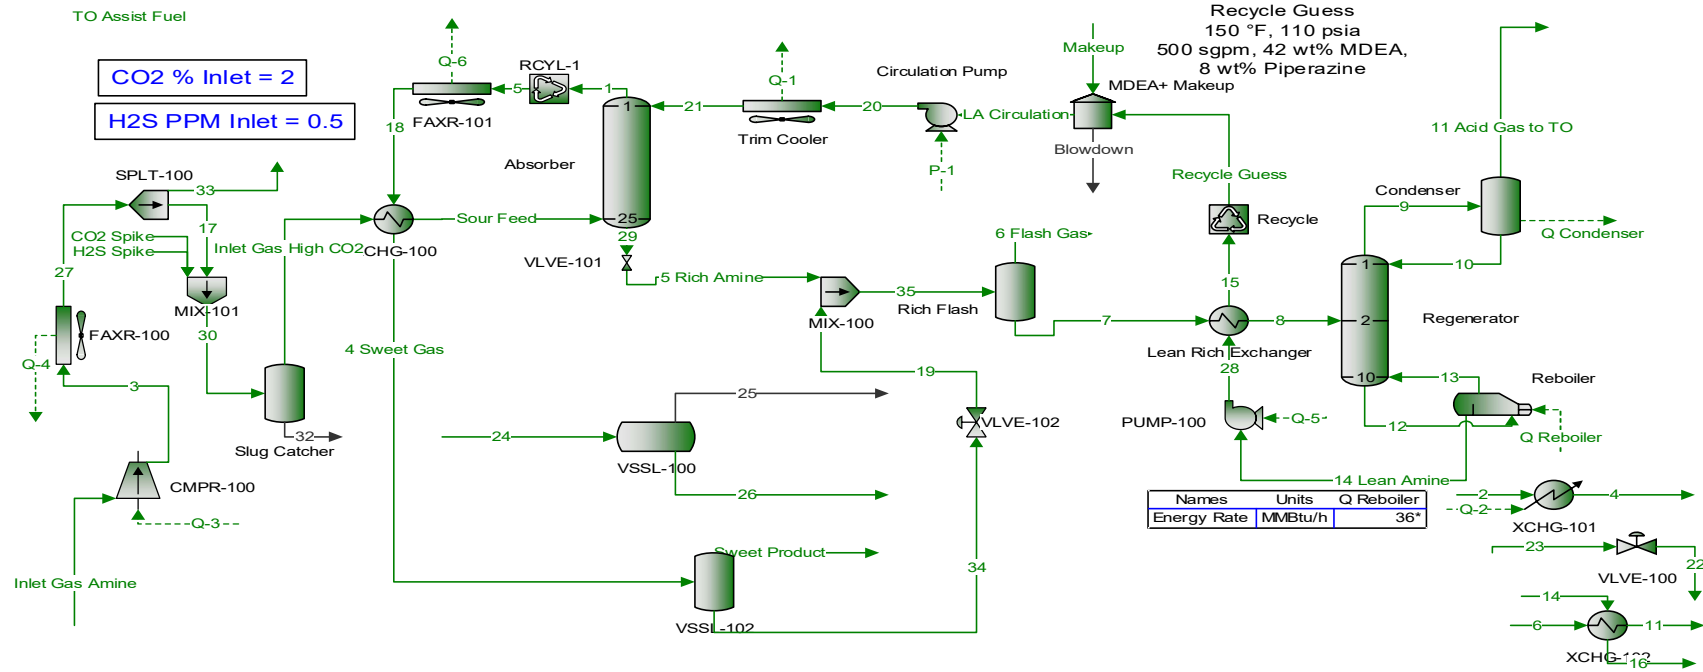 TO Assist Fuel
Recycle Guess
150 °F, 110 psia
500 sgpm, 42 wt% MDEA,
8 wt% Piperazine
CO2 % Inlet = 2
H2S PPM Inlet = 0.5
Q-6
RCYL-1
5
1
FAXR-101
18
1
Absorber
25
21
Q-1
Trim Cooler
20
Circulation Pump
LA Circulation
P-1
Makeup
MDEA+ Makeup
Blowdown
Recycle Guess
11 Acid Gas to TO
Condenser
9
Q Condenser
10
SPLT-100
33
17
CO2 Spike
H2S Spike
27
Inlet Gas High CO2
CHG-100
Sour Feed
29
VLVE-101
5 Rich Amine
6 Flash Gas
Recycle
15
MIX-101
30
FAXR-100
Q-4
3
MIX-100
35
Rich Flash
7
Lean Rich Exchanger
8
1
2
10
Regenerator
4 Sweet Gas
19
28
13
Reboiler
25
24
VSSL-100
26
VLVE-102
PUMP-100
Q-5
12
Q Reboiler
32
Slug Catcher
CMPR-100
Q-3
14 Lean Amine
Names Units Q Reboiler
Energy Rate MMBtu/h 36*
2
4
Q-2
XCHG-101
Inlet Gas Amine
Sweet Product
34
VSSL-102
23
22
VLVE-100
14
6
11
XCHG-102
16